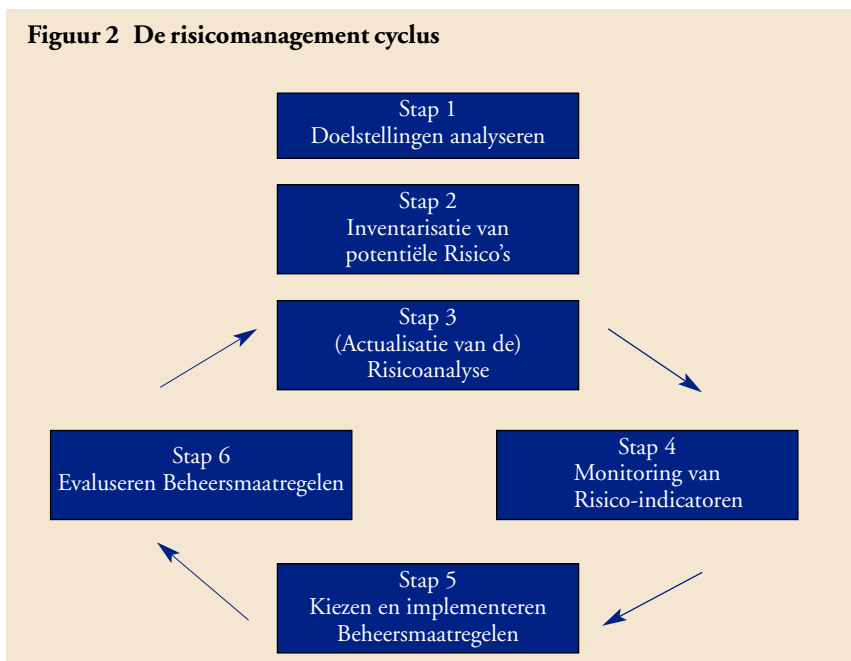 Figuur 2 De risicomanagement cyclus
Stap 1
Doelstellingen analyseren
Stap 2
Inventarisatie van
potentiële Risico's
Stap 3
(Actualisatie van de)
Risicoanalyse
Stap 4
Monitoring van
Risico-indicatoren
Stap 5
Kiezen en implementeren
Beheersmaatregelen
Stap 6
Evaluseren Beheersmaatregelen